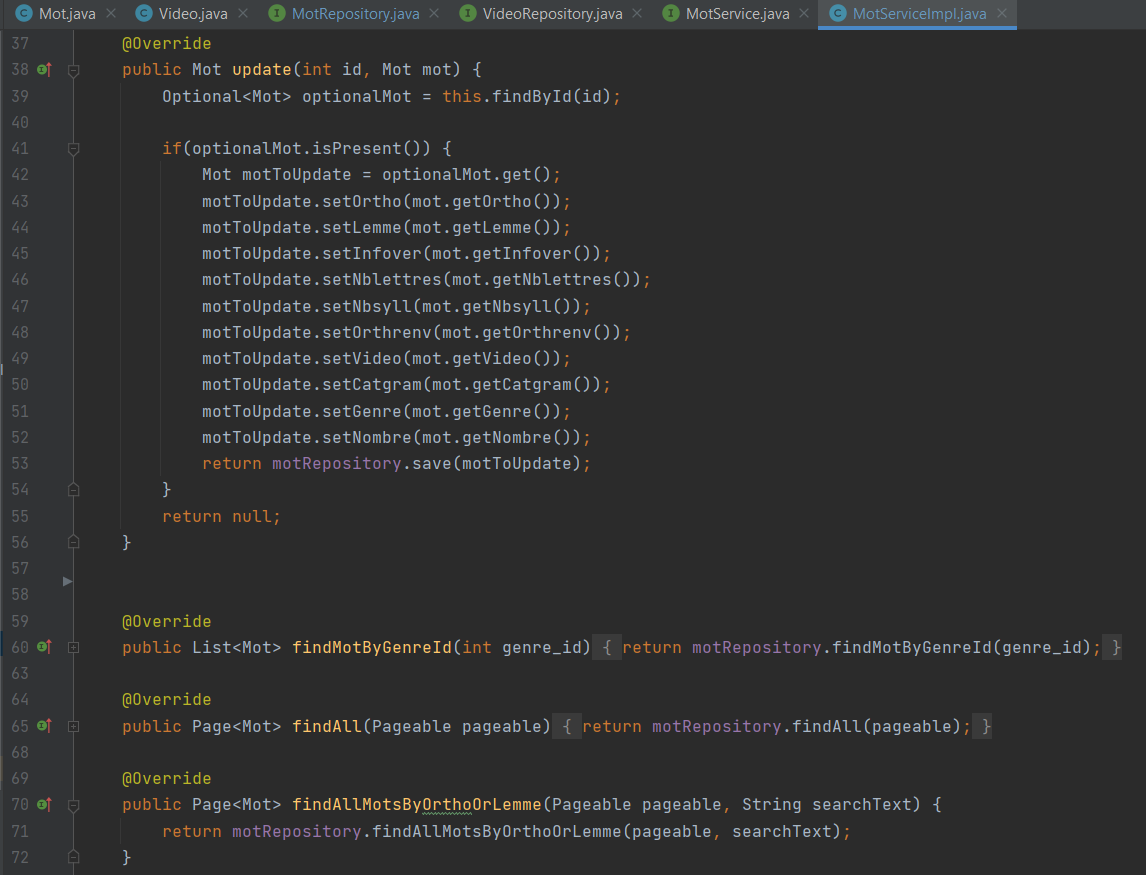 Mot.java Video.java MotRepository.java VideoRepository.java MotService.java MotServiceImpl.java
37 @Override
38 public Mot update(int id, Mot mot) {
39 Optional<Mot> optionalMot = this.findById(id);
40
41 if(optionalMot.isPresent()) {
42 Mot motToUpdate = optionalMot.get();
43 motToUpdate.setOrtho(mot.getOrtho());
44 motToUpdate.setLemme(mot.getLemme());
45 motToUpdate.setInfover(mot.getInfover());
46 motToUpdate.setNblettres(mot.getNblettres());
47 motToUpdate.setNbsyll(mot.getNbsyll());
48 motToUpdate.setOrthrenv(mot.getOrthrenv());
49 motToUpdate.setVideo(mot.getVideo());
50 motToUpdate.setCatgram(mot.getCatgram());
51 motToUpdate.setGenre(mot.getGenre());
52 motToUpdate.setNombre(mot.getNombre());
53 return motRepository.save(motToUpdate);
54 }
55 return null;
56 }
57
58
59 @Override
60 public List<Mot> findMotByGenreId(int genre_id) { return motRepository.findMotByGenreId(genre_id); }
63
64 @Override
65 public Page<Mot> findAll(Pageable pageable) { return motRepository.findAll(pageable); }
68
69 @Override
70 public Page<Mot> findAllMotsByOrthoOrLemme(Pageable pageable, String searchText) {
71 return motRepository.findAllMotsByOrthoOrLemme(pageable, searchText);
72 }